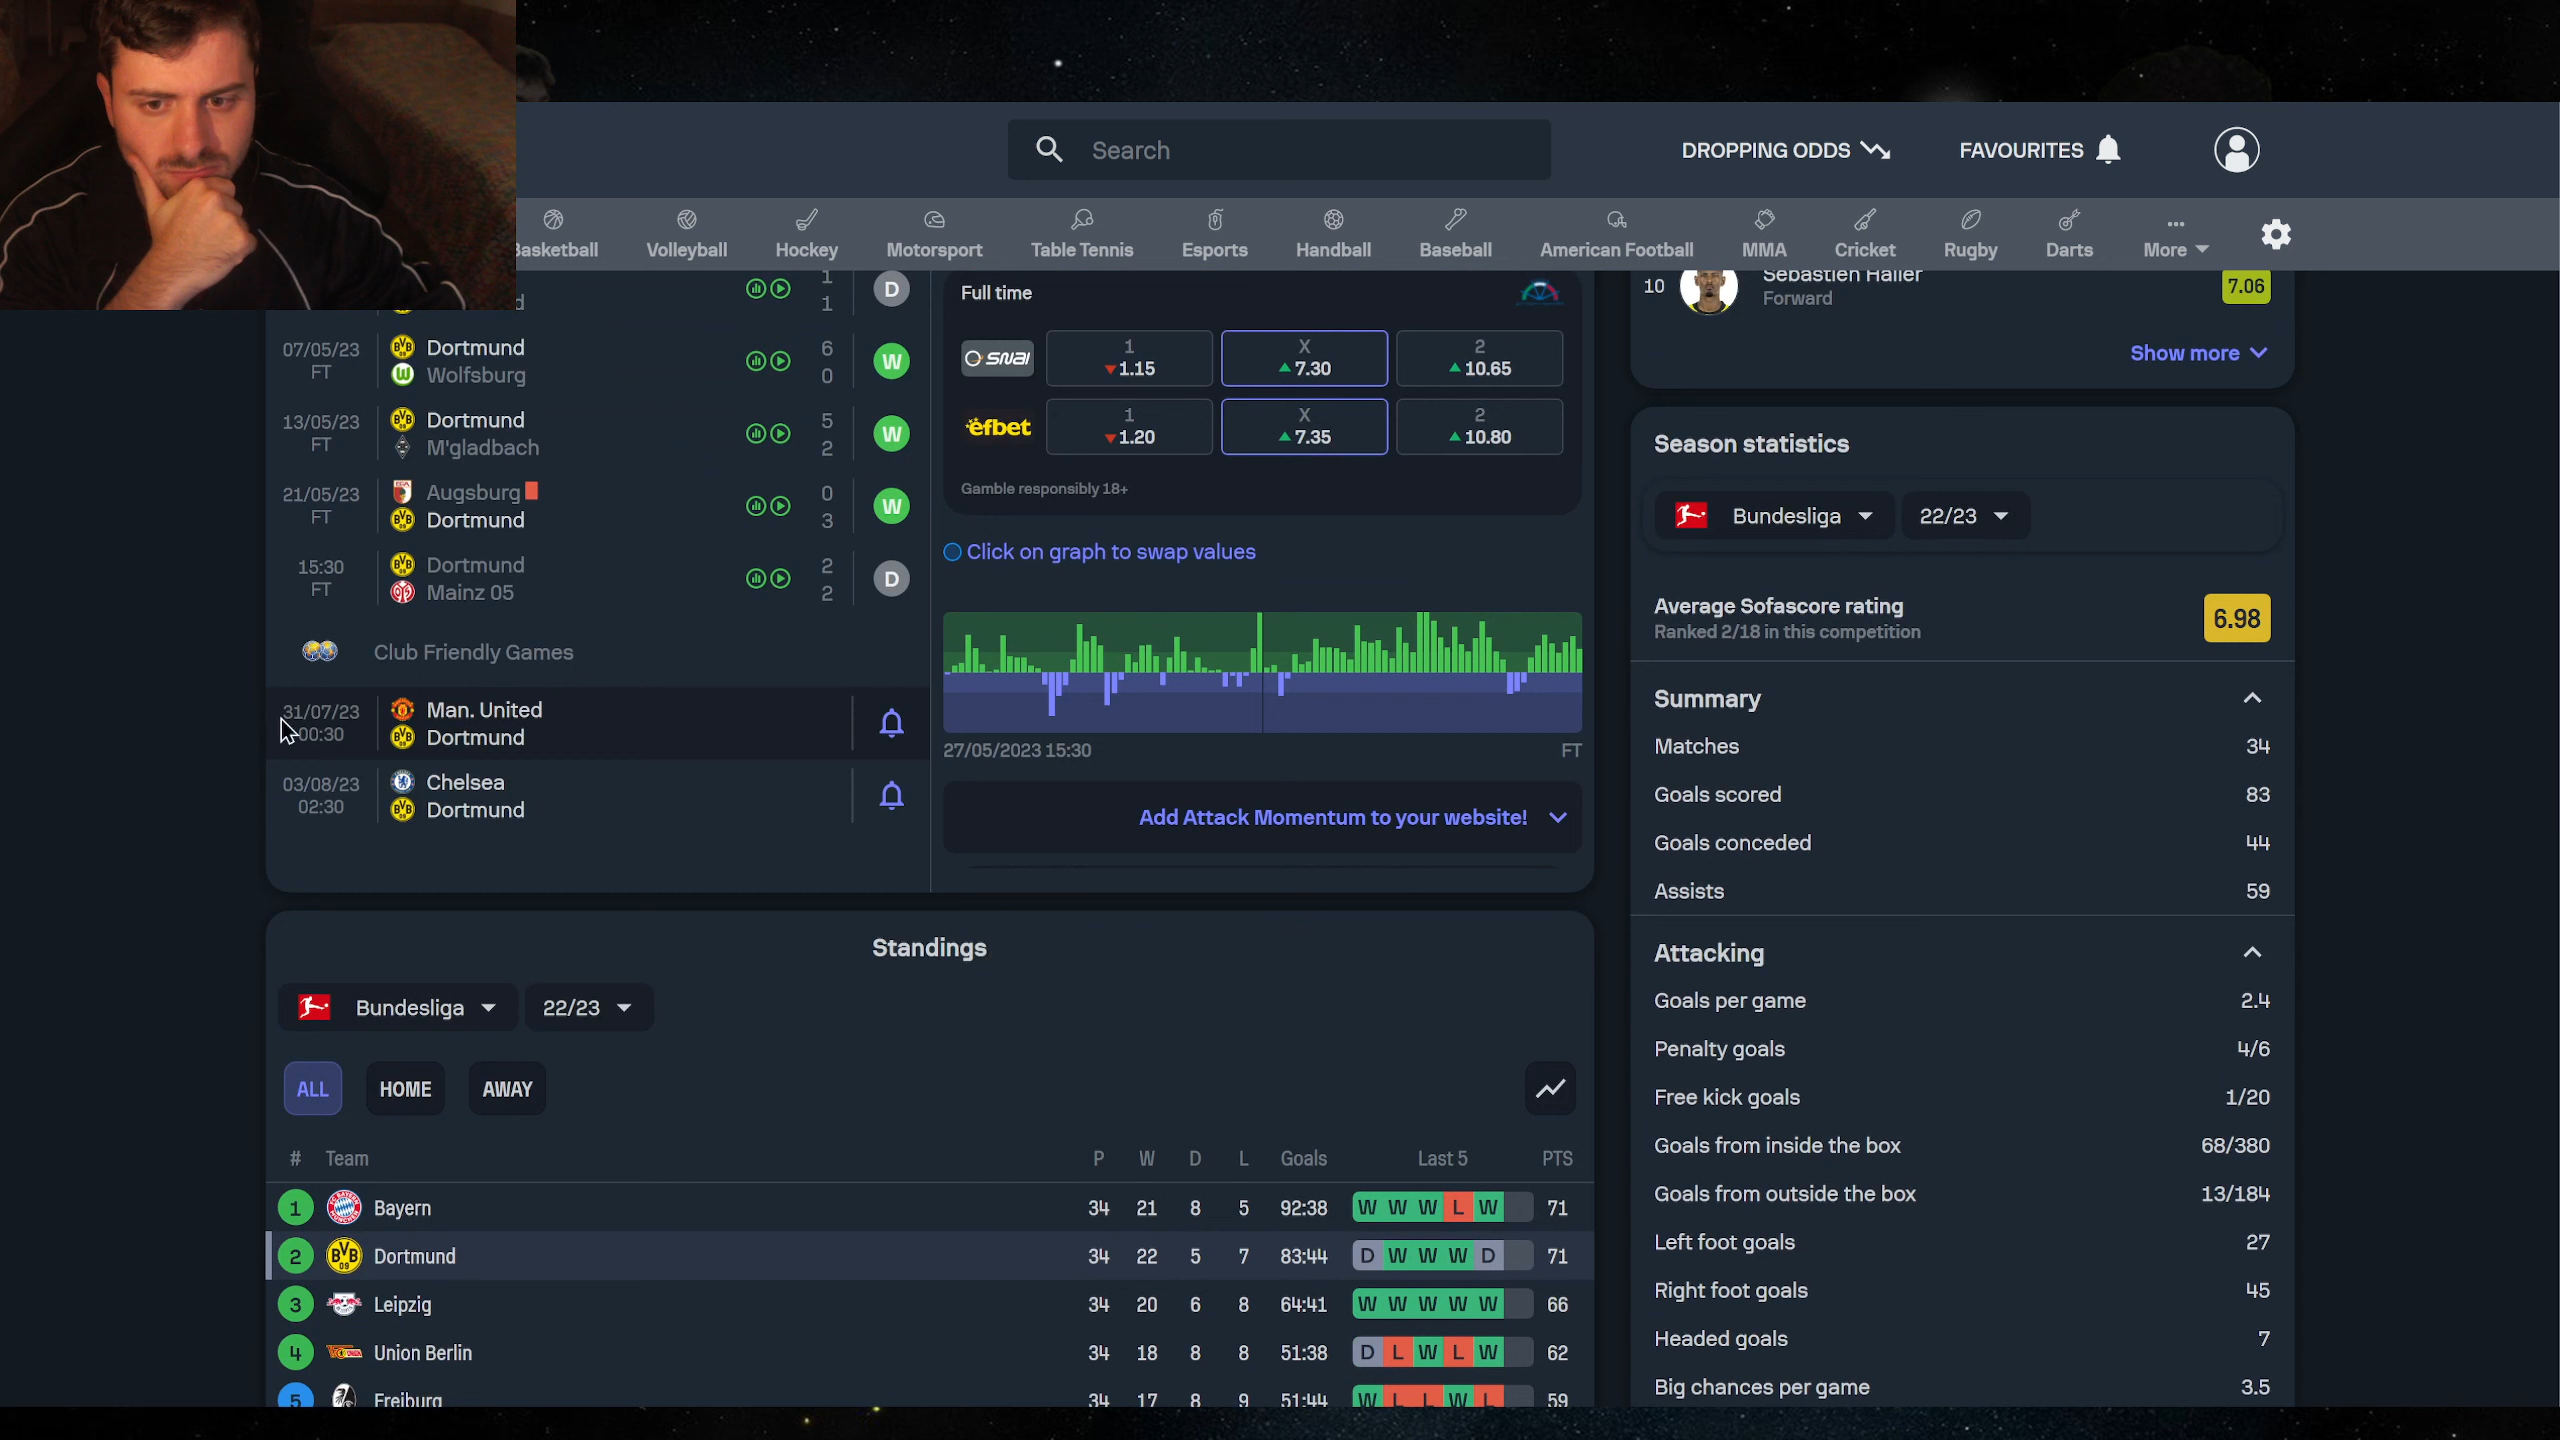 Search
DROPPING ODDS
FAVOURITES
Basketball
Volleyball
Hockey
Motorsport
Table Tennis
Esports
Handball
Baseball
American Football
MMA
Cricket
Rugby
Darts
More
1
1
D
07/05/23
FT
Dortmund
Wolfsburg
6
0
W
13/05/23
FT
Dortmund
M'gladbach
5
2
W
21/05/23
FT
Augsburg
Dortmund
0
3
W
15:30
FT
Dortmund
Mainz 05
2
2
D
Club Friendly Games
31/07/23
00:30
Man. United
Dortmund
03/08/23
02:30
Chelsea
Dortmund
Full time
SNAI
1
1.15
X
7.30
2
10.65
efbet
1
1.20
X
7.35
2
10.80
Gamble responsibly 18+
Click on graph to swap values
27/05/2023 15:30
FT
Add Attack Momentum to your website!
Standings
Bundesliga
22/23
ALL
HOME
AWAY
# Team P W D L Goals Last 5 PTS
1 Bayern 34 21 8 5 92:38 W W W L W 71
2 Dortmund 34 22 5 7 83:44 D W W W D 71
3 Leipzig 34 20 6 8 64:41 W W W W W 66
4 Union Berlin 34 18 8 8 51:38 D L W L W 62
5 Freiburg 34 17 8 9 51:44 W L L W L 59
10 Sébastien Haller 7.06
Forward
Show more
Season statistics
Bundesliga
22/23
Average Sofascore rating
Ranked 2/18 in this competition
6.98
Summary
Matches 34
Goals scored 83
Goals conceded 44
Assists 59
Attacking
Goals per game 2.4
Penalty goals 4/6
Free kick goals 1/20
Goals from inside the box 68/380
Goals from outside the box 13/184
Left foot goals 27
Right foot goals 45
Headed goals 7
Big chances per game 3.5